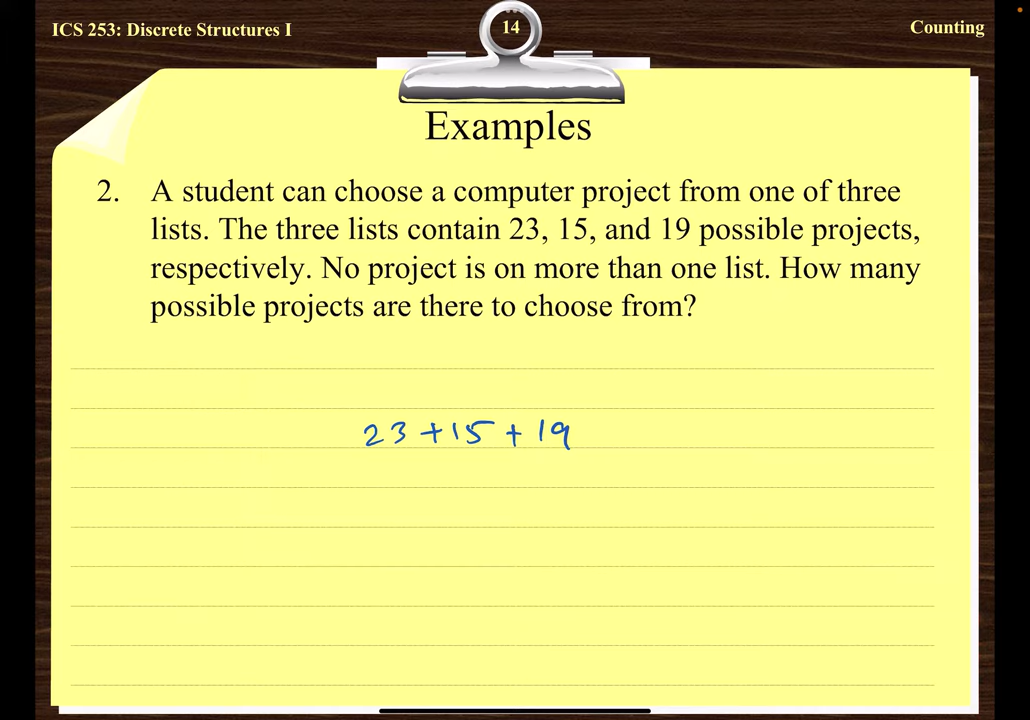 ICS 253: Discrete Structures I
14
Counting
Examples
2. A student can choose a computer project from one of three
lists. The three lists contain 23, 15, and 19 possible projects,
respectively. No project is on more than one list. How many
possible projects are there to choose from?
23 + 15 + 19